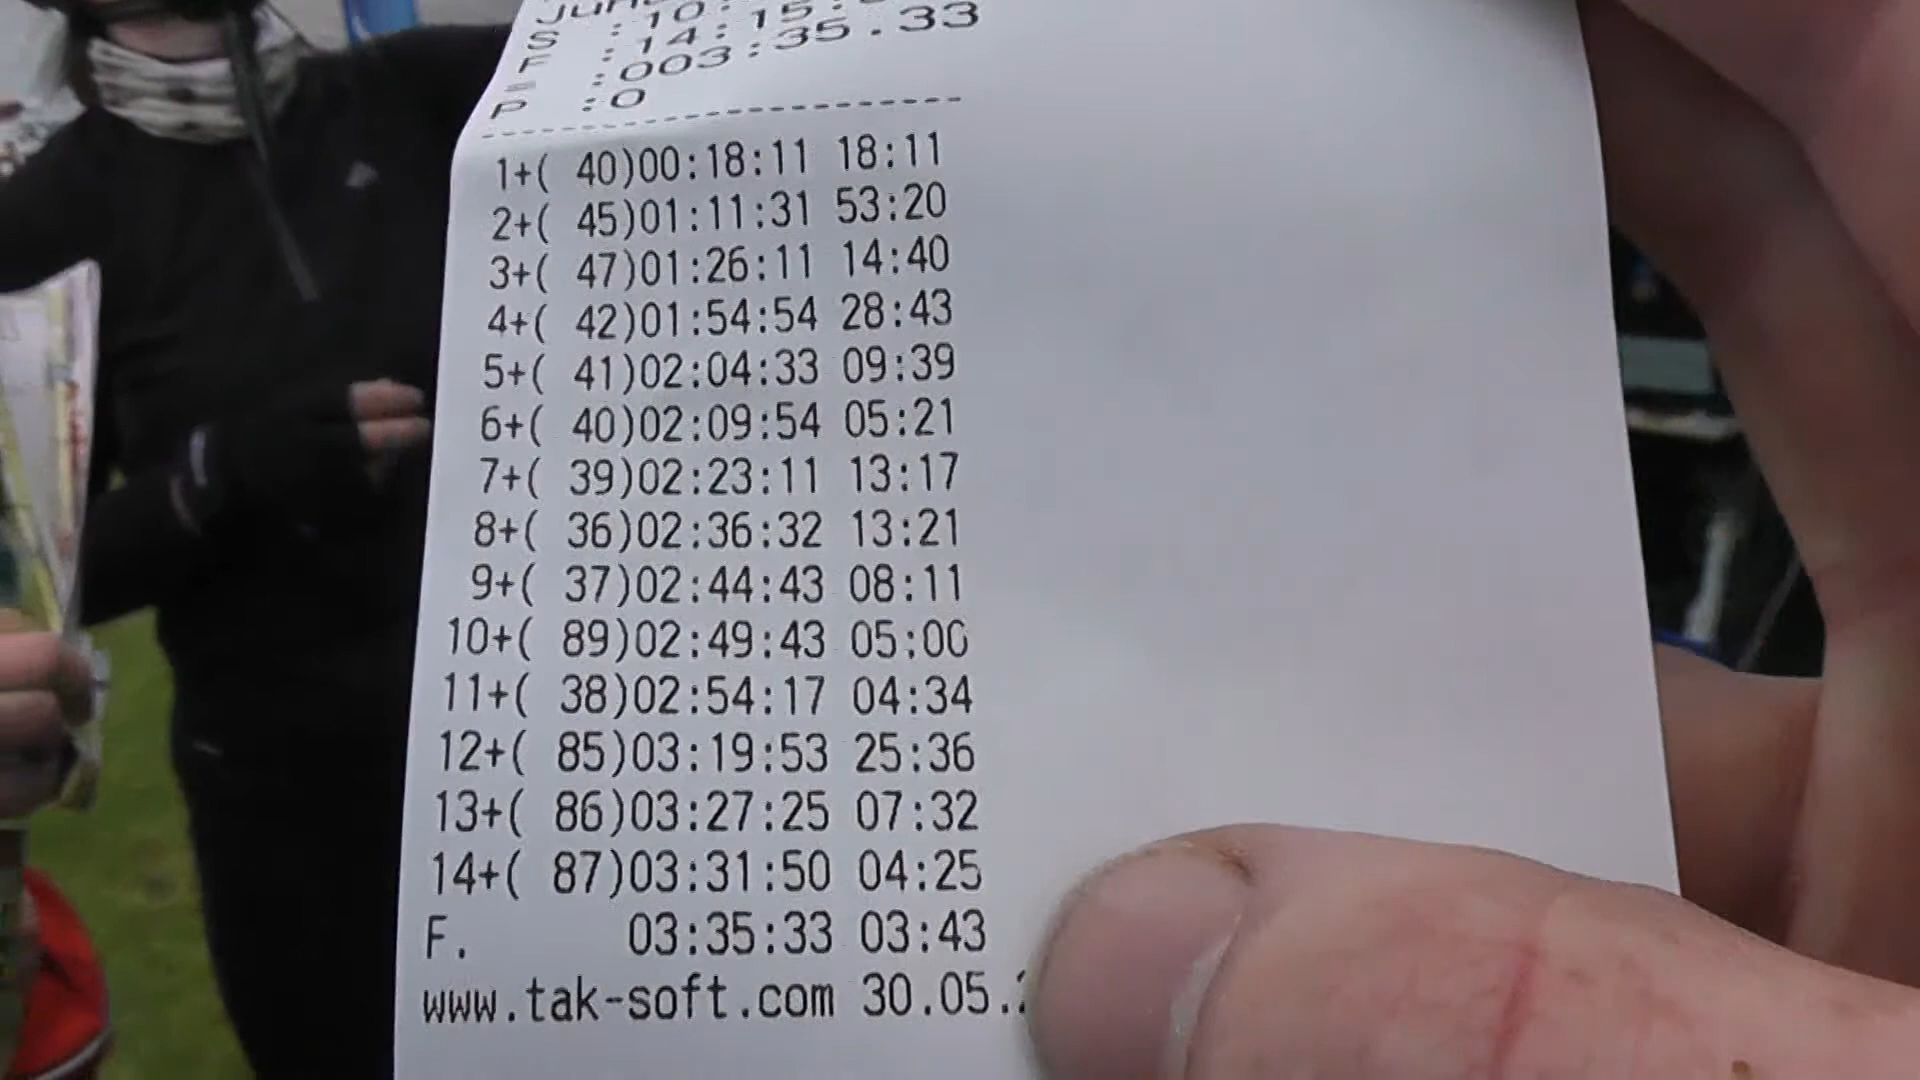 S :10:
F :14:15:
= :003:35.33
P :0
--------------------
1+( 40)00:18:11 18:11
2+( 45)01:11:31 53:20
3+( 47)01:26:11 14:40
4+( 42)01:54:54 28:43
5+( 41)02:04:33 09:39
6+( 40)02:09:54 05:21
7+( 39)02:23:11 13:17
8+( 36)02:36:32 13:21
9+( 37)02:44:43 08:11
10+( 89)02:49:43 05:00
11+( 38)02:54:17 04:34
12+( 85)03:19:53 25:36
13+( 86)03:27:25 07:32
14+( 87)03:31:50 04:25
F. 03:35:33 03:43
www.tak-soft.com 30.05.